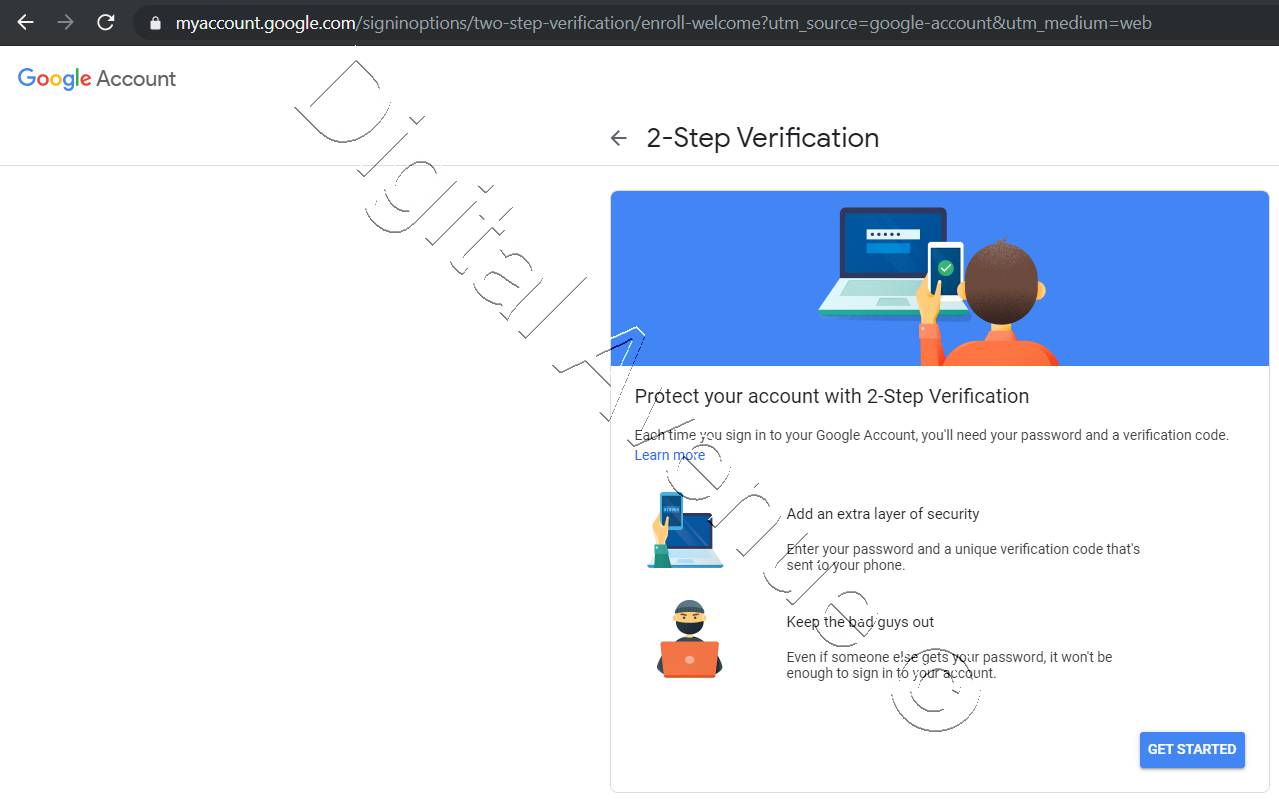 myaccount.google.com/signinoptions/two-step-verification/enroll-welcome?utm_source=google-account&utm_medium=web
Google Account
2-Step Verification
Protect your account with 2-Step Verification
Each time you sign in to your Google Account, you'll need your password and a verification code.
Learn more
Add an extra layer of security
Enter your password and a unique verification code that's
sent to your phone.
Keep the bad guys out
Even if someone else gets your password, it won't be
enough to sign in to your account.
GET STARTED
Digital Avenue ©